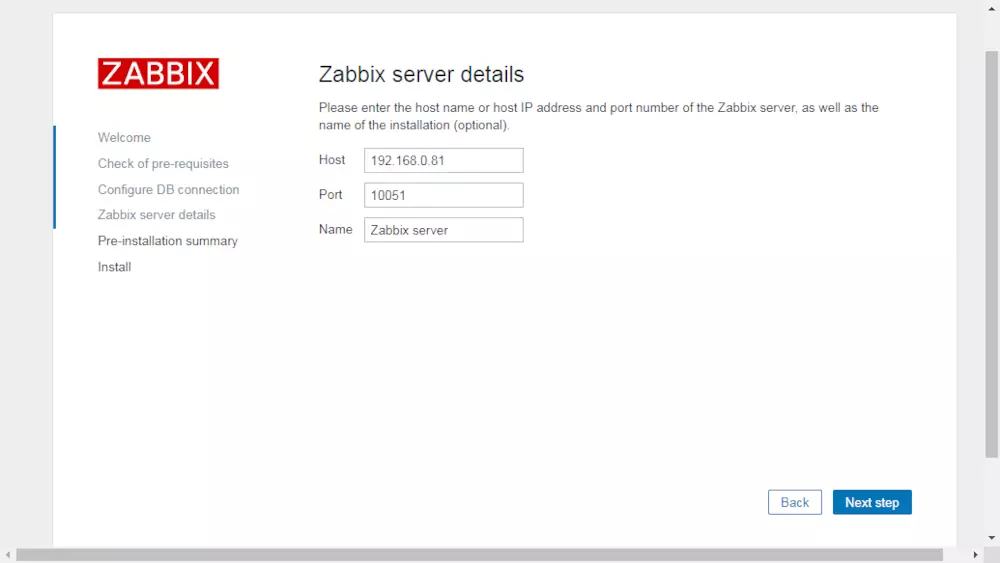 ZABBIX
Welcome
Check of pre-requisites
Configure DB connection
Zabbix server details
Pre-installation summary
Install
Zabbix server details
Please enter the host name or host IP address and port number of the Zabbix server, as well as the
name of the installation (optional).
Host 192.168.0.81
Port 10051
Name Zabbix server
Back Next step